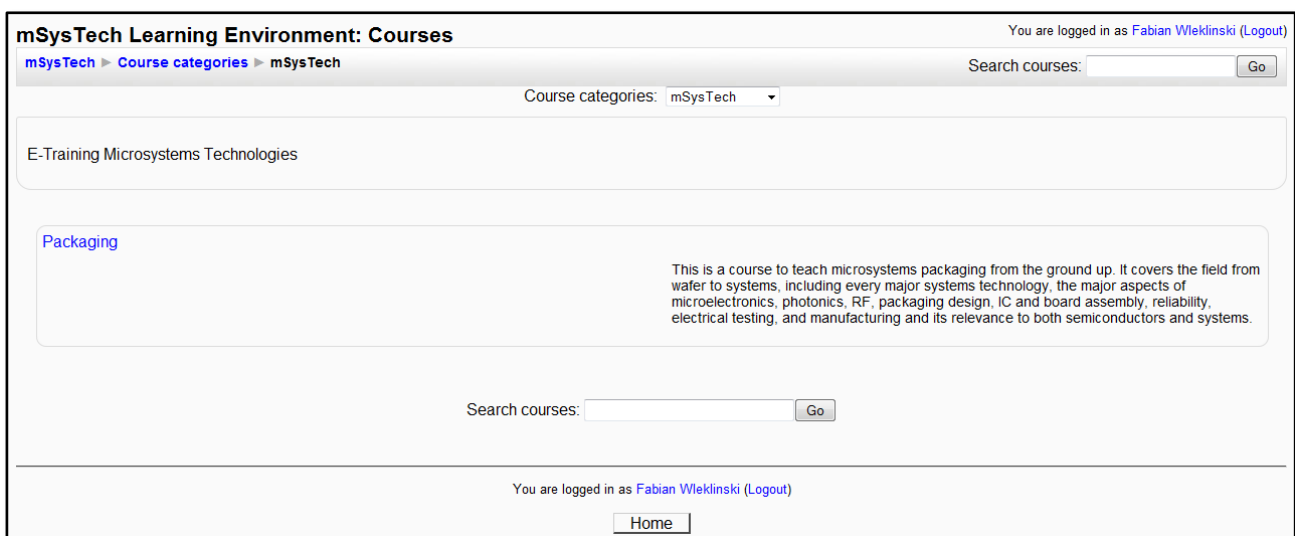 mSysTech Learning Environment: Courses
You are logged in as Fabian Wleklinski (Logout)
mSysTech ► Course categories ► mSysTech
Search courses: Go
Course categories: mSysTech
E-Training Microsystems Technologies
Packaging
This is a course to teach microsystems packaging from the ground up. It covers the field from
wafer to systems, including every major systems technology, the major aspects of
microelectronics, photonics, RF, packaging design, IC and board assembly, reliability,
electrical testing, and manufacturing and its relevance to both semiconductors and systems.
Search courses: Go
You are logged in as Fabian Wleklinski (Logout)
Home